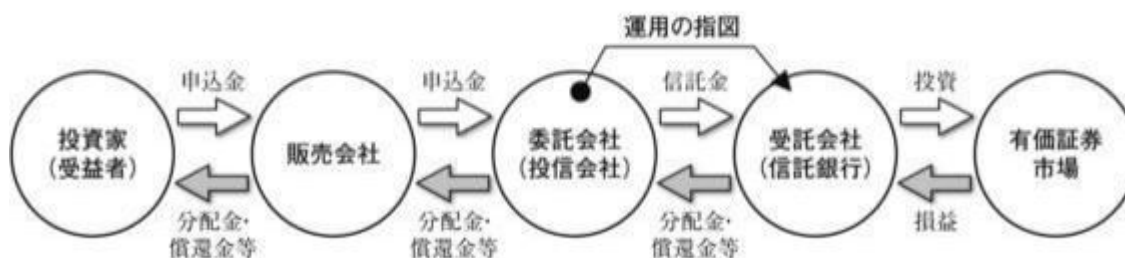 運用の指図
申込金
申込金
信託金
投資
投資家
(受益者)
販売会社
委託会社
(投信会社)
受託会社
(信託銀行)
有価証券
市場
分配金・
償還金等
分配金・
償還金等
分配金・
償還金等
損益